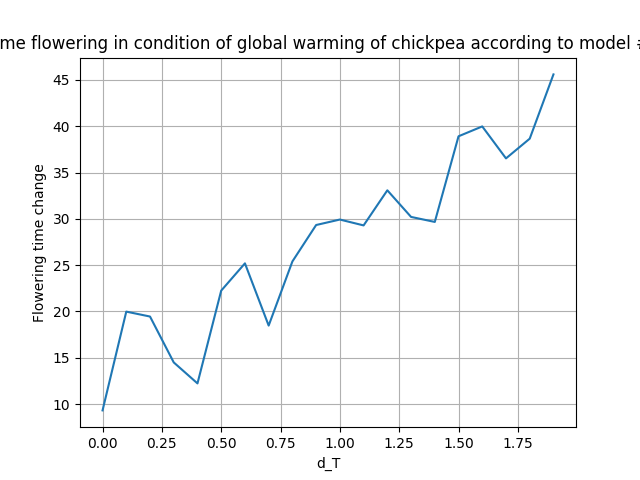 me flowering in condition of global warming of chickpea according to model
45
40
35
30
25
20
15
10
Flowering time change
0.00 0.25 0.50 0.75 1.00 1.25 1.50 1.75
d_T